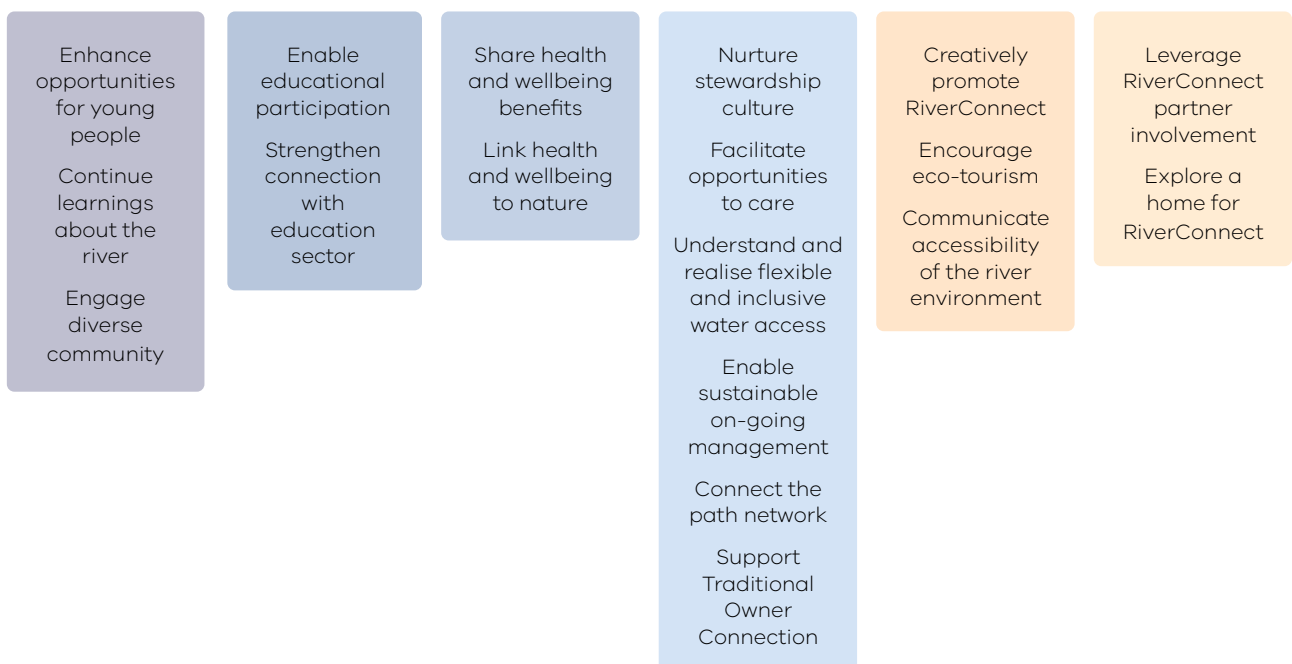 Enhance
opportunities
for young
people
Continue
learnings
about the
river
Engage
diverse
community
Enable
educational
participation
Strengthen
connection
with
education
sector
Share health
and wellbeing
benefits
Link health
and wellbeing
to nature
Nurture
stewardship
culture
Facilitate
opportunities
to care
Understand and
realise flexible
and inclusive
water access
Enable
sustainable
on-going
management
Connect the
path network
Support
Traditional
Owner
Connection
Creatively
promote
RiverConnect
Encourage
eco-tourism
Communicate
accessibility
of the river
environment
Leverage
RiverConnect
partner
involvement
Explore a
home for
RiverConnect